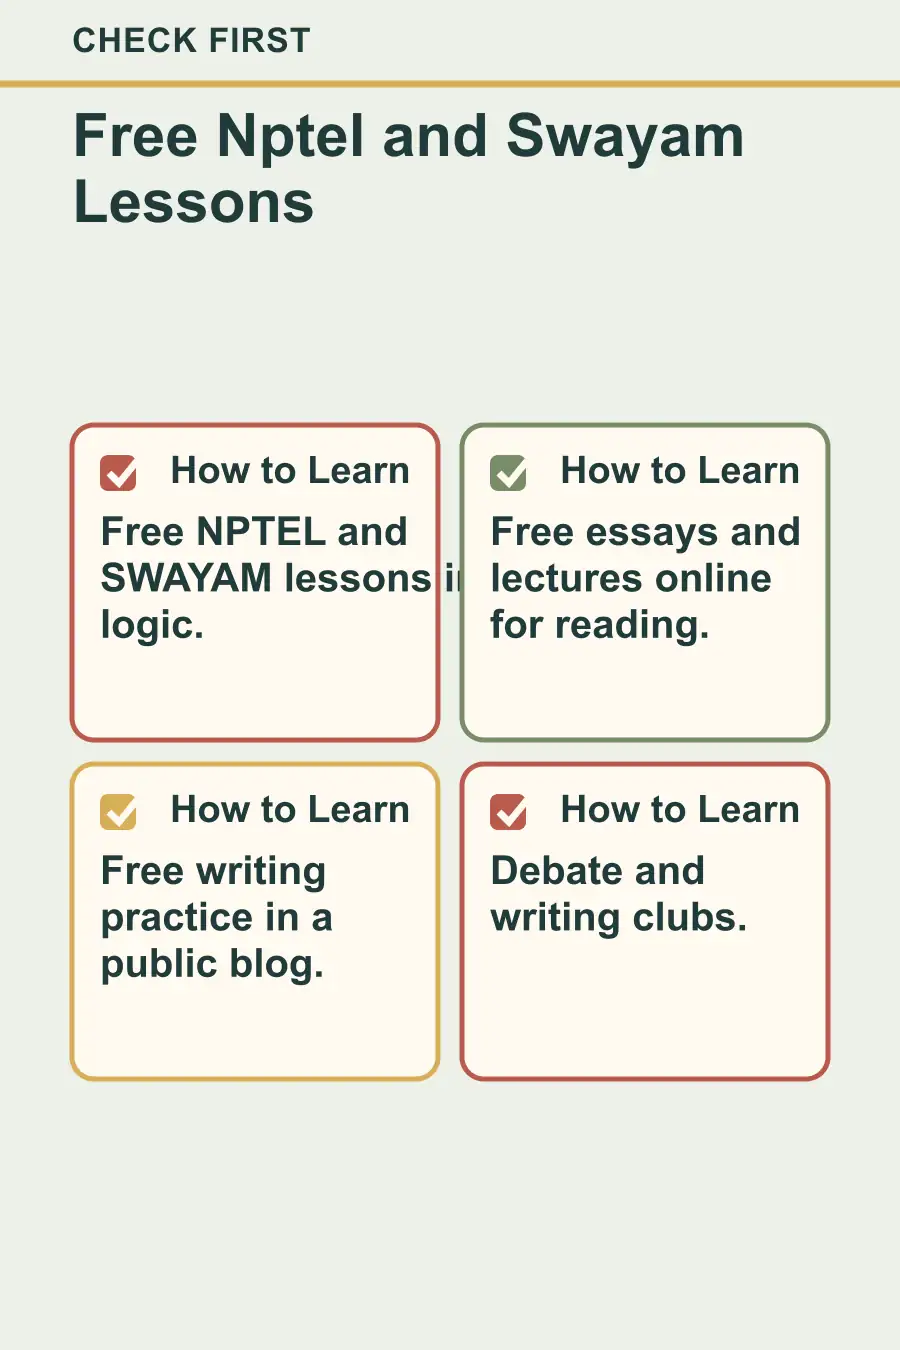 CHECK FIRST
Free Nptel and Swayam
Lessons
How to Learn
Free NPTEL and
SWAYAM lessons
logic.
How to Learn
Free essays and
lectures online
for reading.
How to Learn
Free writing
practice in a
public blog.
How to Learn
Debate and
writing clubs.